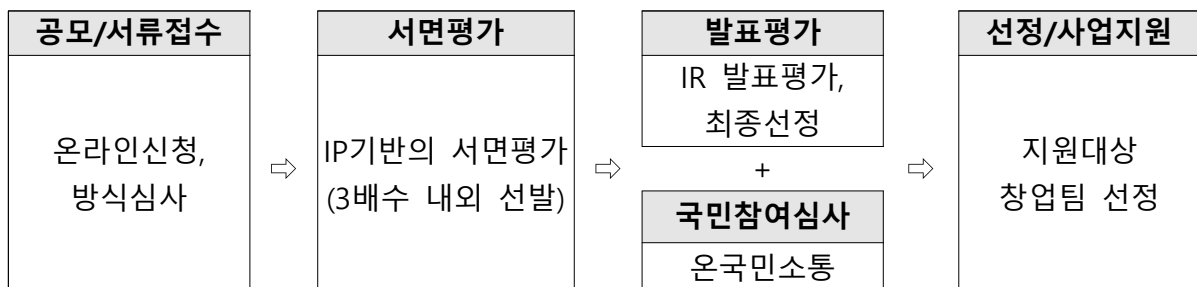 공모/서류접수
온라인신청,
방식심사
⇨
서면평가
IP기반의 서면평가
(3배수 내외 선발)
⇨
발표평가
IR 발표평가,
최종선정
+
국민참여심사
온국민소통
⇨
선정/사업지원
지원대상
창업팀 선정